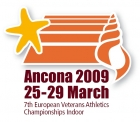 Ancona 2009
25-29 March
7th European Veterans Athletics
Championships Indoor